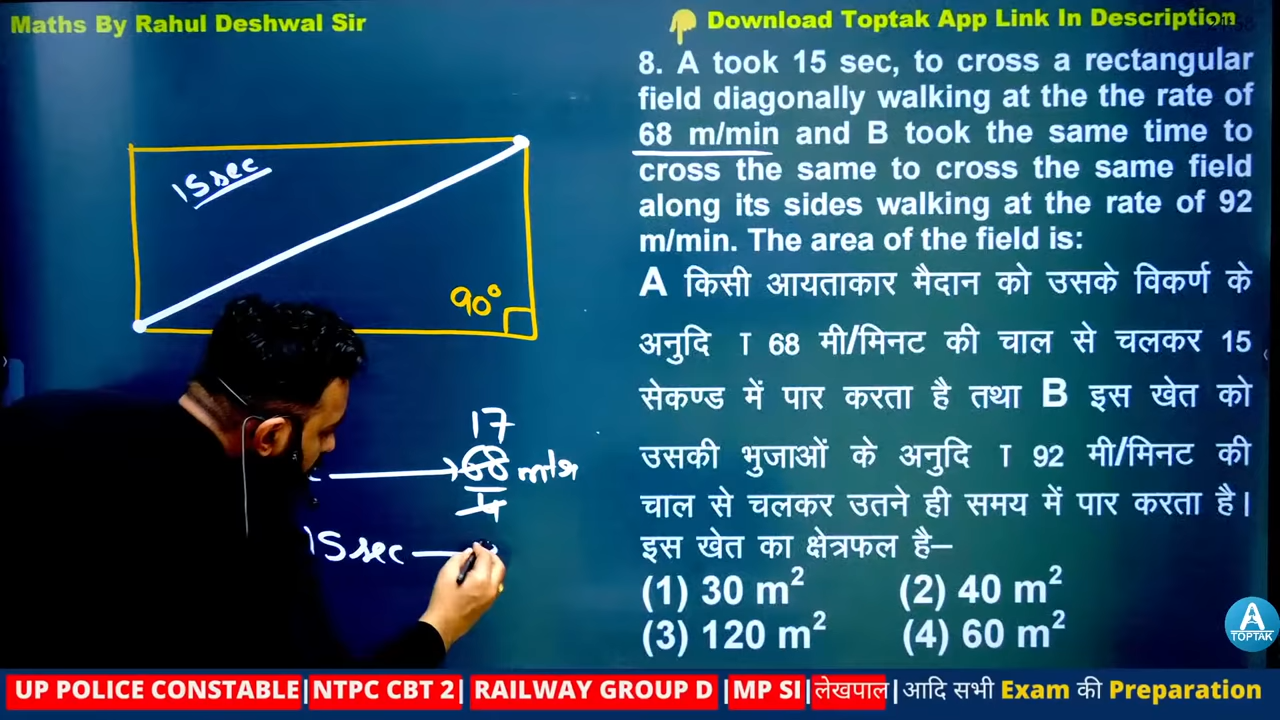 Maths By Rahul Deshwal Sir
Download Toptak App Link In Description
8. A took 15 sec, to cross a rectangular
field diagonally walking at the the rate of
68 m/min and B took the same time to
cross the same to cross the same field
along its sides walking at the rate of 92
m/min. The area of the field is:
A किसी आयताकार मैदान को उसके विकर्ण के
अनुदि T 68 मी/मिनट की चाल से चलकर 15
सेकण्ड में पार करता है तथा B इस खेत को
उसकी भुजाओं के अनुदि T 92 मी/मिनट की
चाल से चलकर उतने ही समय में पार करता है।
इस खेत का क्षेत्रफल है–
(1) 30 m² (2) 40 m²
(3) 120 m² (4) 60 m²
15 sec
90°
17
68
4
15 sec
A
TOPTAK
UP POLICE CONSTABLE|NTPC CBT 2| RAILWAY GROUP D |MP SI|लेखपाल|आदि सभी Exam की Preparation